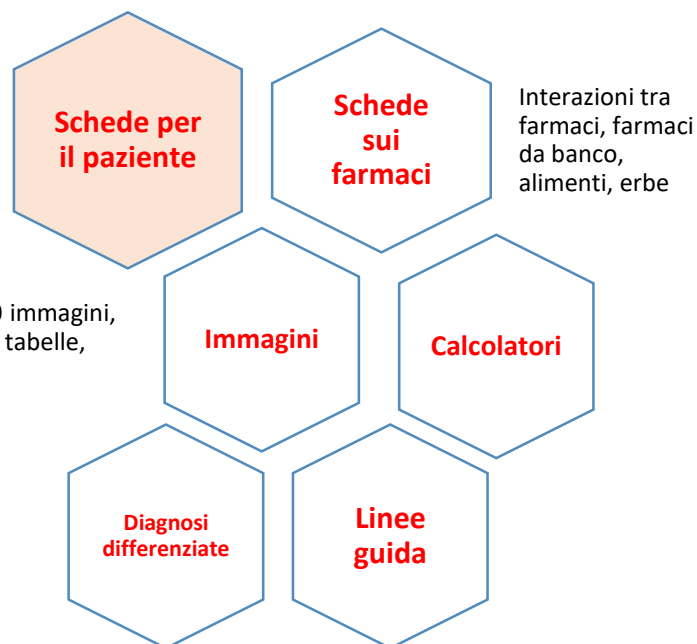 Schede per
il paziente
Schede
sui
farmaci
Interazioni tra
farmaci, farmaci
da banco,
alimenti, erbe
immagini,
tabelle,
Immagini
Calcolatori
Diagnosi
differenziate
Linee
guida